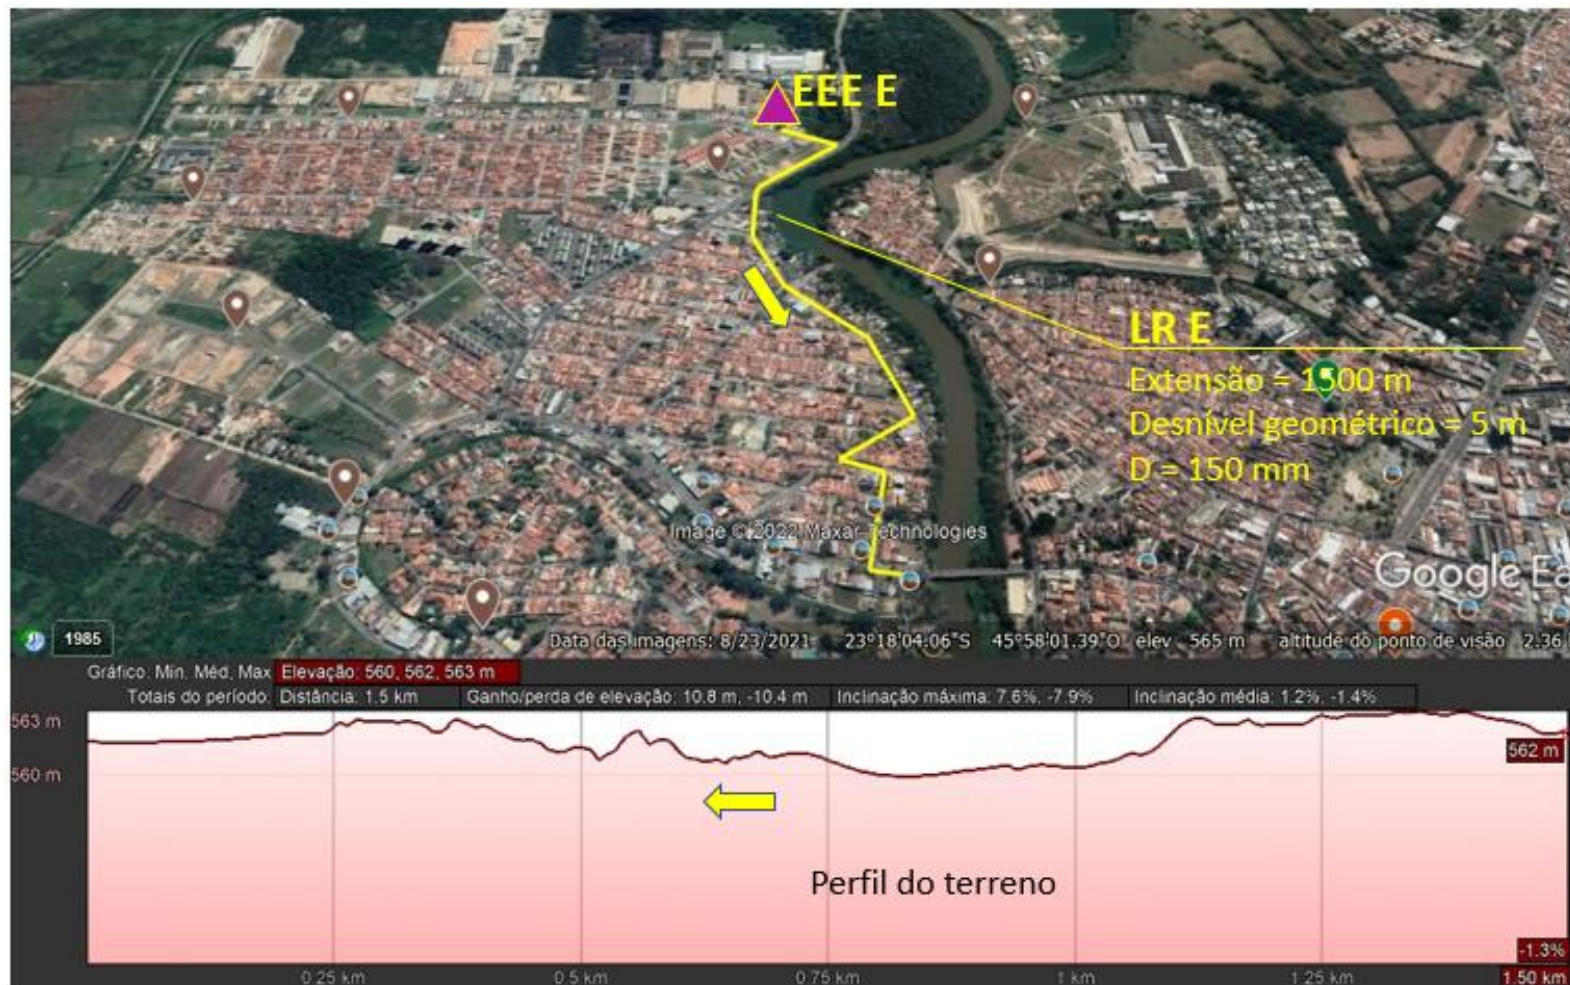 EEE E
LR E
Extensão = 1500 m
Desnível geométrico = 5 m
D = 150 mm
Image © 2022 Maxar Technologies
Google Ea
1985
Data das imagens: 8/23/2021 23°18'04.06"S 45°58'01.39"O elev 565 m altitude do ponto de visão 2.36
Gráfico: Min. Méd, Max Elevação: 560, 562, 563 m
Totais do período: Distância: 1.5 km Ganho/perda de elevação: 10.8 m, -10.4 m Inclinação máxima: 7.6%, -7.9% Inclinação média: 1.2%, -1.4%
563 m
562 m
560 m
Perfil do terreno
-1.3%
0.25 km 0.5 km 0.75 km 1 km 1.25 km 1.50 km